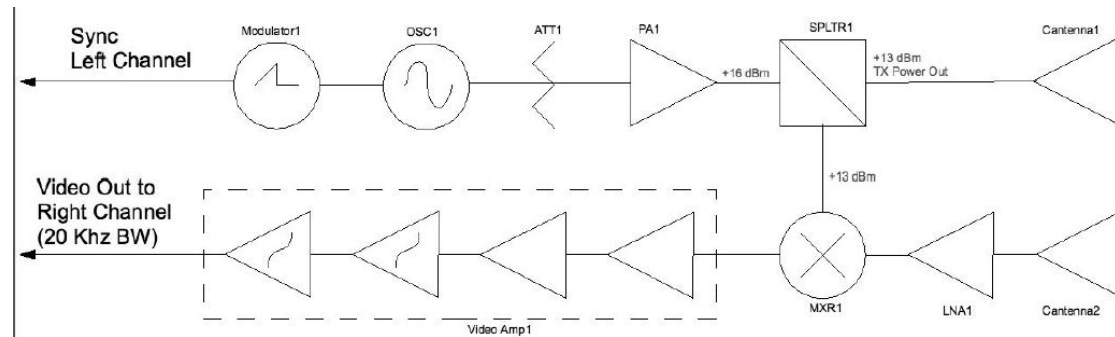 Sync
Left Channel
Modulator1
OSC1
ATT1
PA1
SPLTR1
Cantenna1
+16 dBm
+13 dBm
TX Power Out
+13 dBm
Video Out to
Right Channel
(20 Khz BW)
Video Amp1
MXR1
LNA1
Cantenna2